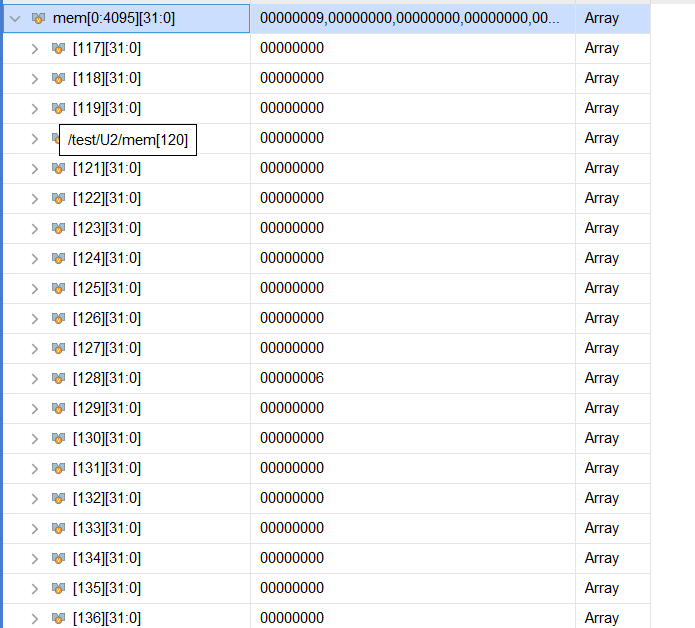 mem[0:4095][31:0] 00000009,00000000,00000000,00000000,00... Array
[117][31:0] 00000000 Array
[118][31:0] 00000000 Array
[119][31:0] 00000000 Array
/test/U2/mem[120] 00000000 Array
[121][31:0] 00000000 Array
[122][31:0] 00000000 Array
[123][31:0] 00000000 Array
[124][31:0] 00000000 Array
[125][31:0] 00000000 Array
[126][31:0] 00000000 Array
[127][31:0] 00000000 Array
[128][31:0] 00000006 Array
[129][31:0] 00000000 Array
[130][31:0] 00000000 Array
[131][31:0] 00000000 Array
[132][31:0] 00000000 Array
[133][31:0] 00000000 Array
[134][31:0] 00000000 Array
[135][31:0] 00000000 Array
[136][31:0] 00000000 Array